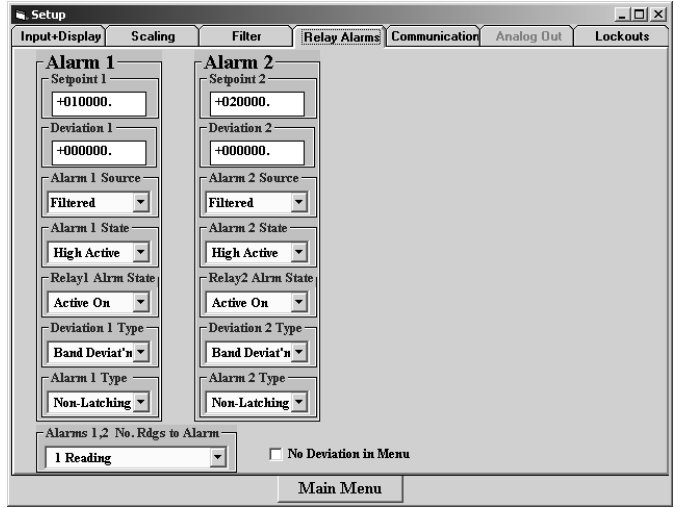 Setup
Input+Display Scaling Filter Relay Alarms Communication Analog Out Lockouts
Alarm 1 Alarm 2
Setpoint 1 Setpoint 2
+010000. +020000.
Deviation 1 Deviation 2
+000000. +000000.
Alarm 1 Source Alarm 2 Source
Filtered Filtered
Alarm 1 State Alarm 2 State
High Active High Active
Relay1 Alrm State Relay2 Alrm State
Active On Active On
Deviation 1 Type Deviation 2 Type
Band Deviat'n Band Deviat'n
Alarm 1 Type Alarm 2 Type
Non-Latching Non-Latching
Alarms 1,2 No. Rdgs to Alarm
1 Reading No Deviation in Menu
Main Menu